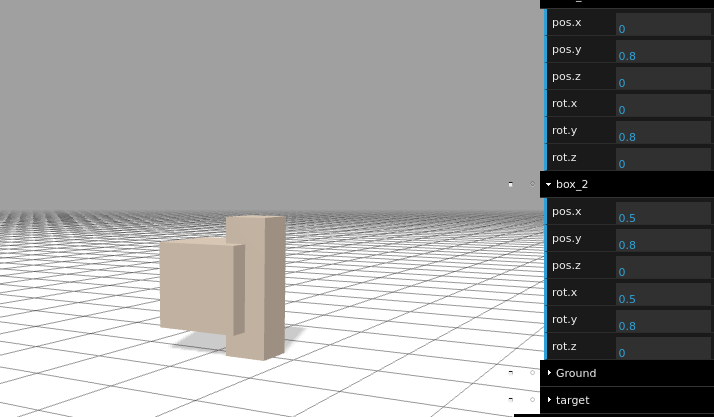 pos.x 0
pos.y 0.8
pos.z 0
rot.x 0
rot.y 0.8
rot.z 0
box_2
pos.x 0.5
pos.y 0.8
pos.z 0
rot.x 0.5
rot.y 0.8
rot.z 0
Ground
target